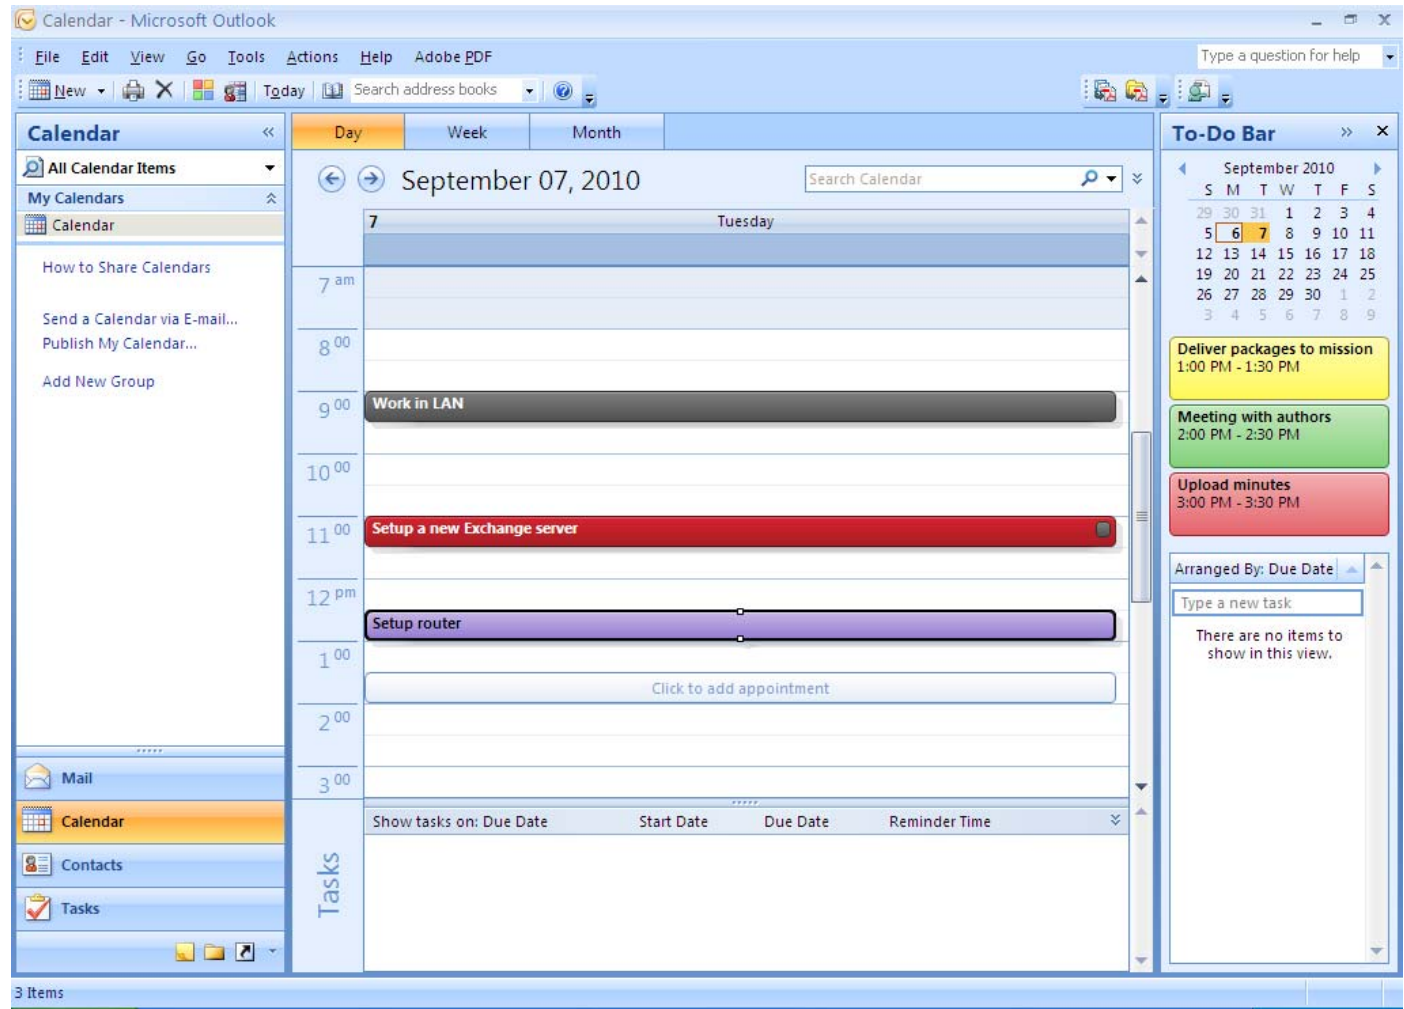 Calendar - Microsoft Outlook
File Edit View Go Tools Actions Help Adobe PDF
Type a question for help
New Today Search address books
Calendar
All Calendar Items
My Calendars
Calendar
How to Share Calendars
Send a Calendar via E-mail...
Publish My Calendar...
Add New Group
Mail
Calendar
Contacts
Tasks
Day Week Month
September 07, 2010
Search Calendar
7 Tuesday
7 am
8 00
9 00
Work in LAN
10 00
11 00
Setup a new Exchange server
12 pm
Setup router
1 00
Click to add appointment
2 00
3 00
Tasks
Show tasks on: Due Date Start Date Due Date Reminder Time
To-Do Bar
September 2010
S M T W T F S
29 30 31 1 2 3 4
5 6 7 8 9 10 11
12 13 14 15 16 17 18
19 20 21 22 23 24 25
26 27 28 29 30 1 2
3 4 5 6 7 8 9
Deliver packages to mission
1:00 PM - 1:30 PM
Meeting with authors
2:00 PM - 2:30 PM
Upload minutes
3:00 PM - 3:30 PM
Arranged By: Due Date
Type a new task
There are no items to
show in this view.
3 Items